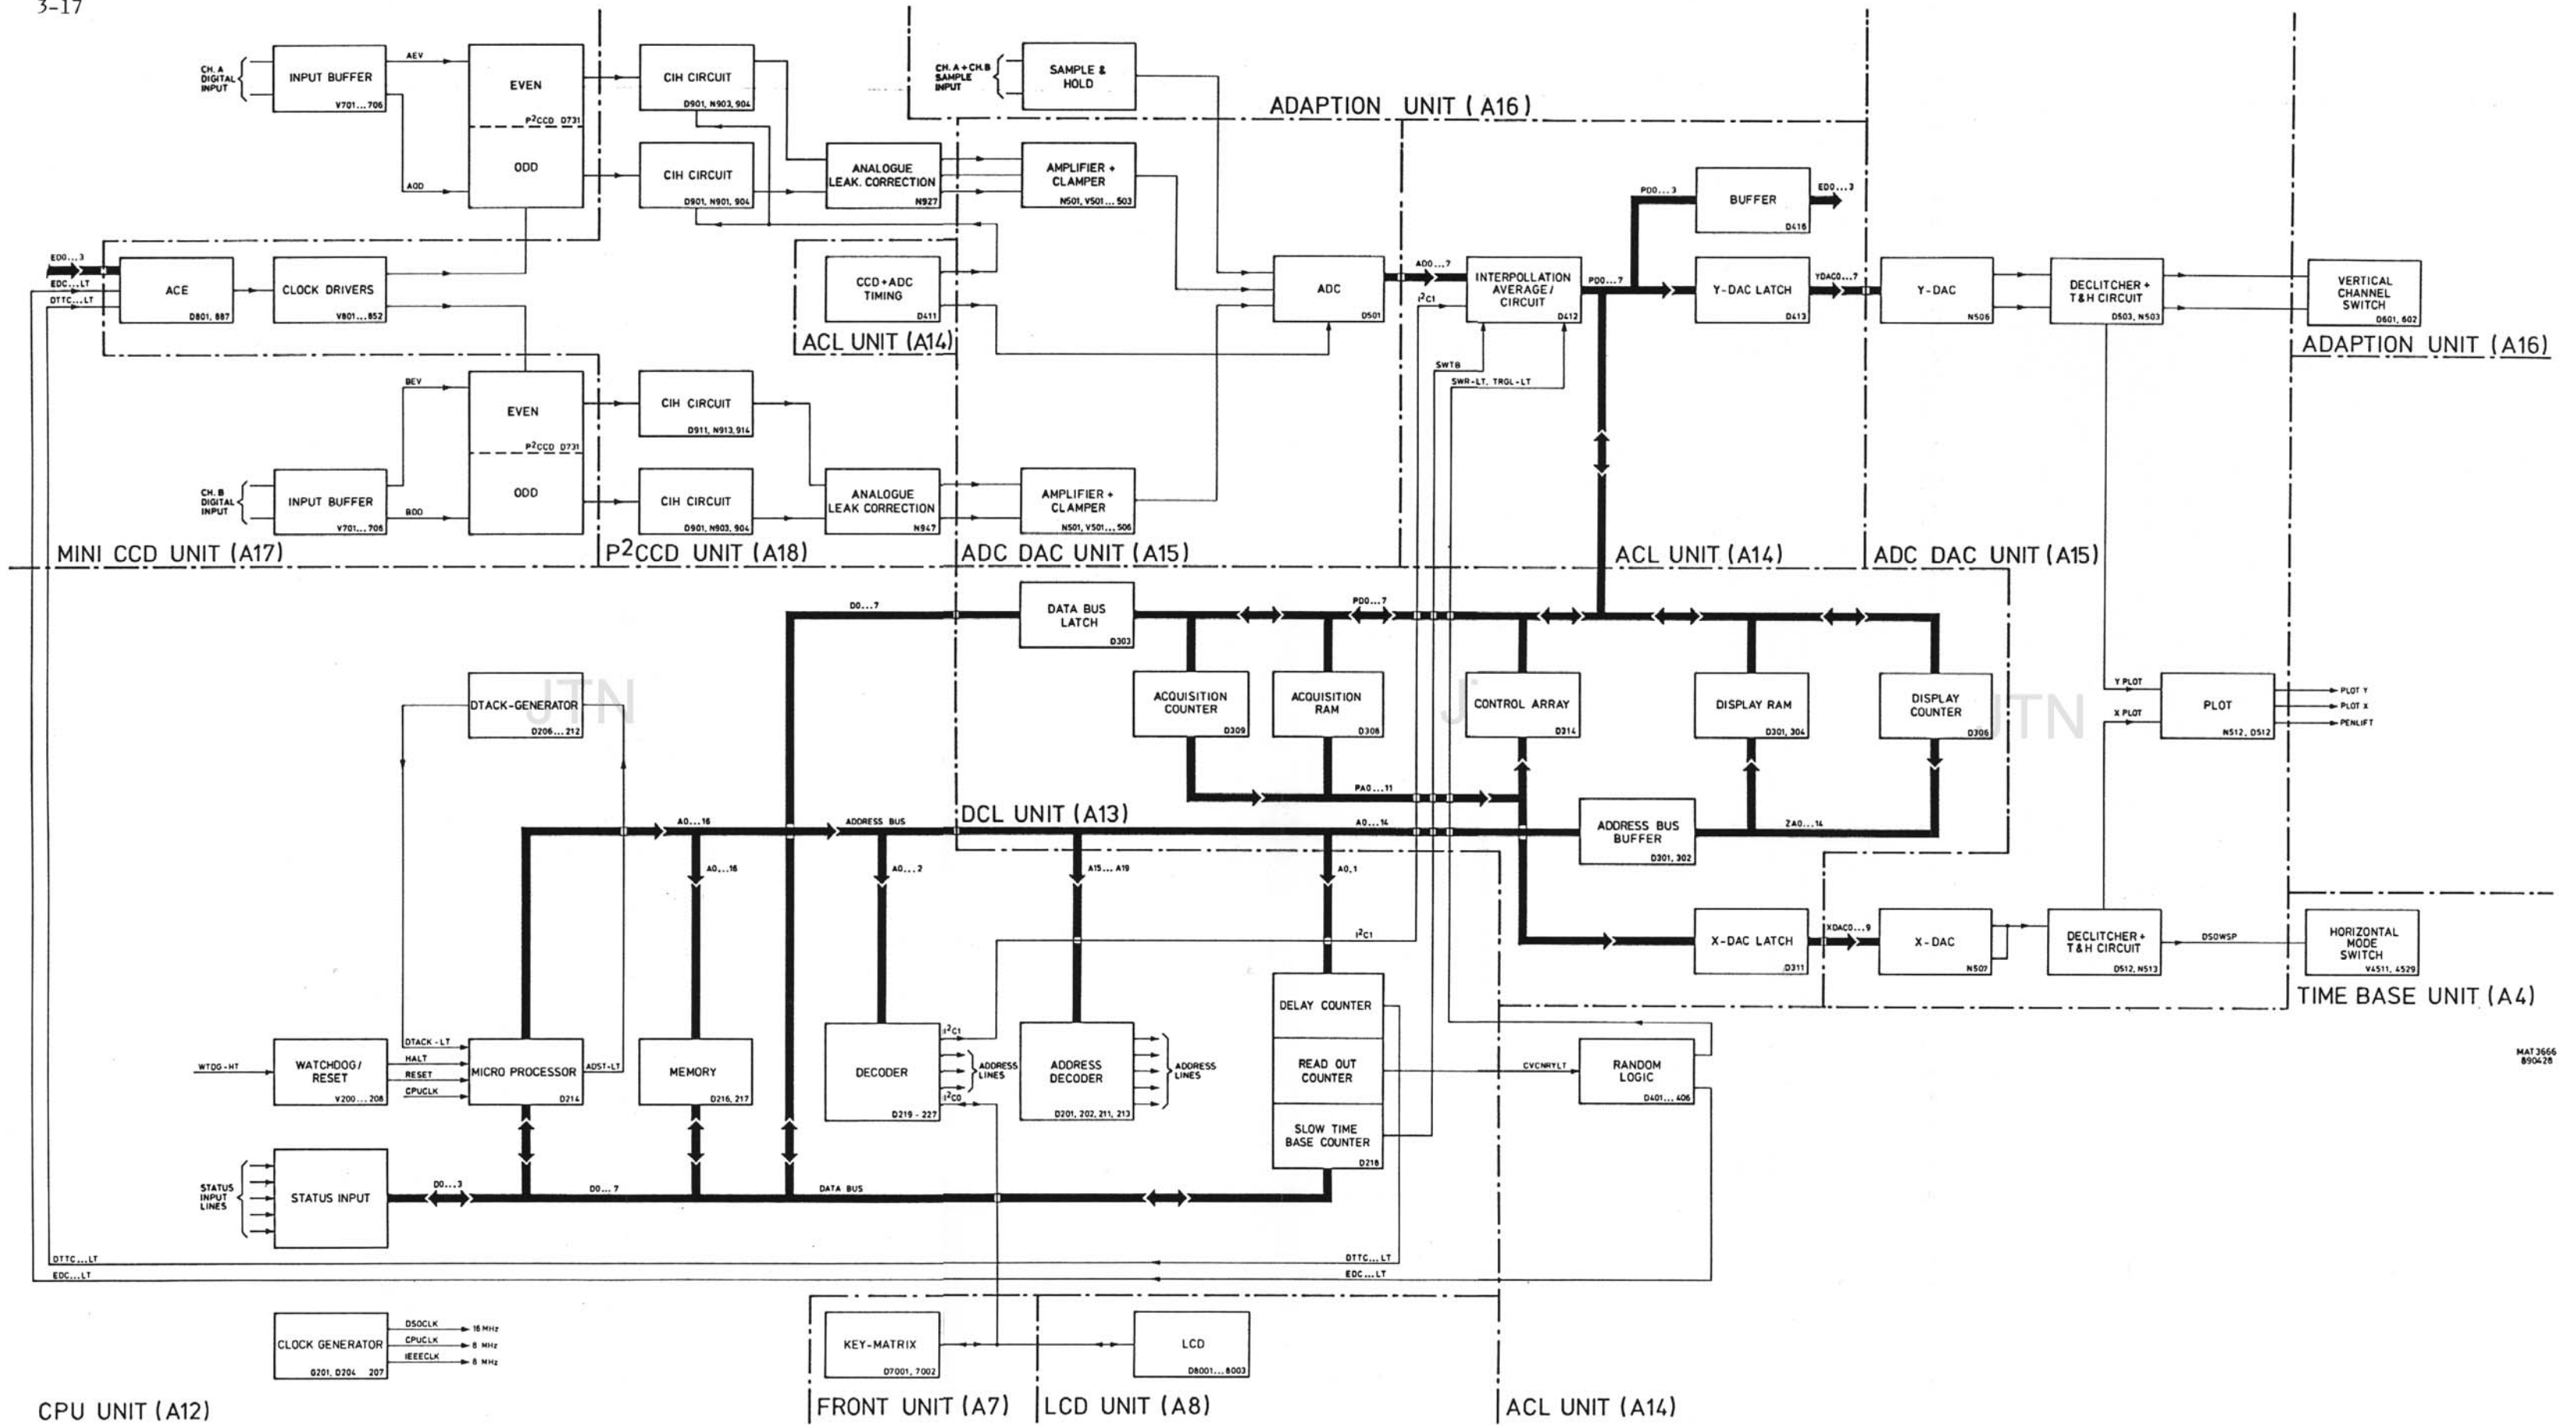 3-17
CH. A
DIGITAL
INPUT
INPUT BUFFER
V701...706
AEV
AOD
EVEN
P²CCD D731
ODD
CIH CIRCUIT
D901, N903, 904
CIH CIRCUIT
D901, N901, 904
ANALOGUE
LEAK. CORRECTION
N927
CH. A + CH.B
SAMPLE
INPUT
SAMPLE &
HOLD
ADAPTION UNIT (A16)
AMPLIFIER +
CLAMPER
N501, V501...503
PD0...3
BUFFER
D416
ED0...3
ED0...3
EDC...LT
DTTC...LT
ACE
D801, 887
CLOCK DRIVERS
V801...852
CCD+ADC
TIMING
D411
ACL UNIT (A14)
ADC
D501
AD0...7
I²C1
INTERPOLLATION
AVERAGE/
CIRCUIT
D412
PD0...7
Y-DAC LATCH
D413
YDAC0...7
Y-DAC
N506
DECLITCHER +
T&H CIRCUIT
D503, N503
VERTICAL
CHANNEL
SWITCH
D601, 602
ADAPTION UNIT (A16)
SWTB
SWR-LT, TRGL-LT
BEV
EVEN
P²CCD D731
ODD
CIH CIRCUIT
D911, N913,914
CH. B
DIGITAL
INPUT
INPUT BUFFER
V701...706
BOD
CIH CIRCUIT
D901, N903, 904
ANALOGUE
LEAK CORRECTION
N947
AMPLIFIER +
CLAMPER
N501, V501...506
MINI CCD UNIT (A17)
P²CCD UNIT (A18)
ADC DAC UNIT (A15)
ACL UNIT (A14)
ADC DAC UNIT (A15)
D0...7
DATA BUS
LATCH
D303
PD0...7
DTACK-GENERATOR
D206...212
JTN
ACQUISITION
COUNTER
D309
ACQUISITION
RAM
D308
CONTROL ARRAY
D314
DISPLAY RAM
D301, 304
DISPLAY
COUNTER
D306
JTN
Y PLOT
X PLOT
PLOT
N512, D512
PLOT Y
PLOT X
PENLIFT
PA0...11
DCL UNIT (A13)
A0...16
ADDRESS BUS
A0...14
ADDRESS BUS
BUFFER
D301, 302
ZA0...14
A0...16
A0...2
A15...A19
A0,1
I²C1
X-DAC LATCH
D311
XDAC0...9
X-DAC
N507
DECLITCHER +
T&H CIRCUIT
D512, N513
DSOWSP
HORIZONTAL
MODE
SWITCH
V4511, 4529
TIME BASE UNIT (A4)
WTDG-HT
WATCHDOG/
RESET
V200...208
DTACK-LT
HALT
RESET
CPUCLK
MICRO PROCESSOR
D214
ADST-LT
MEMORY
D216, 217
DECODER
D219 - 227
I²C1
ADDRESS
LINES
I²C0
ADDRESS
DECODER
D201, 202, 211, 213
ADDRESS
LINES
DELAY COUNTER
READ OUT
COUNTER
SLOW TIME
BASE COUNTER
D218
CVCNRYLT
RANDOM
LOGIC
D401...406
MAT3666
890428
STATUS
INPUT
LINES
STATUS INPUT
D0...3
D0...7
DATA BUS
DTTC...LT
DTTC...LT
EDC...LT
EDC...LT
CLOCK GENERATOR
G201, D204 207
DSOCLK
16 MHz
CPUCLK
8 MHz
IEEECLK
8 MHz
KEY-MATRIX
D7001, 7002
LCD
D8001...8003
CPU UNIT (A12)
FRONT UNIT (A7)
LCD UNIT (A8)
ACL UNIT (A14)